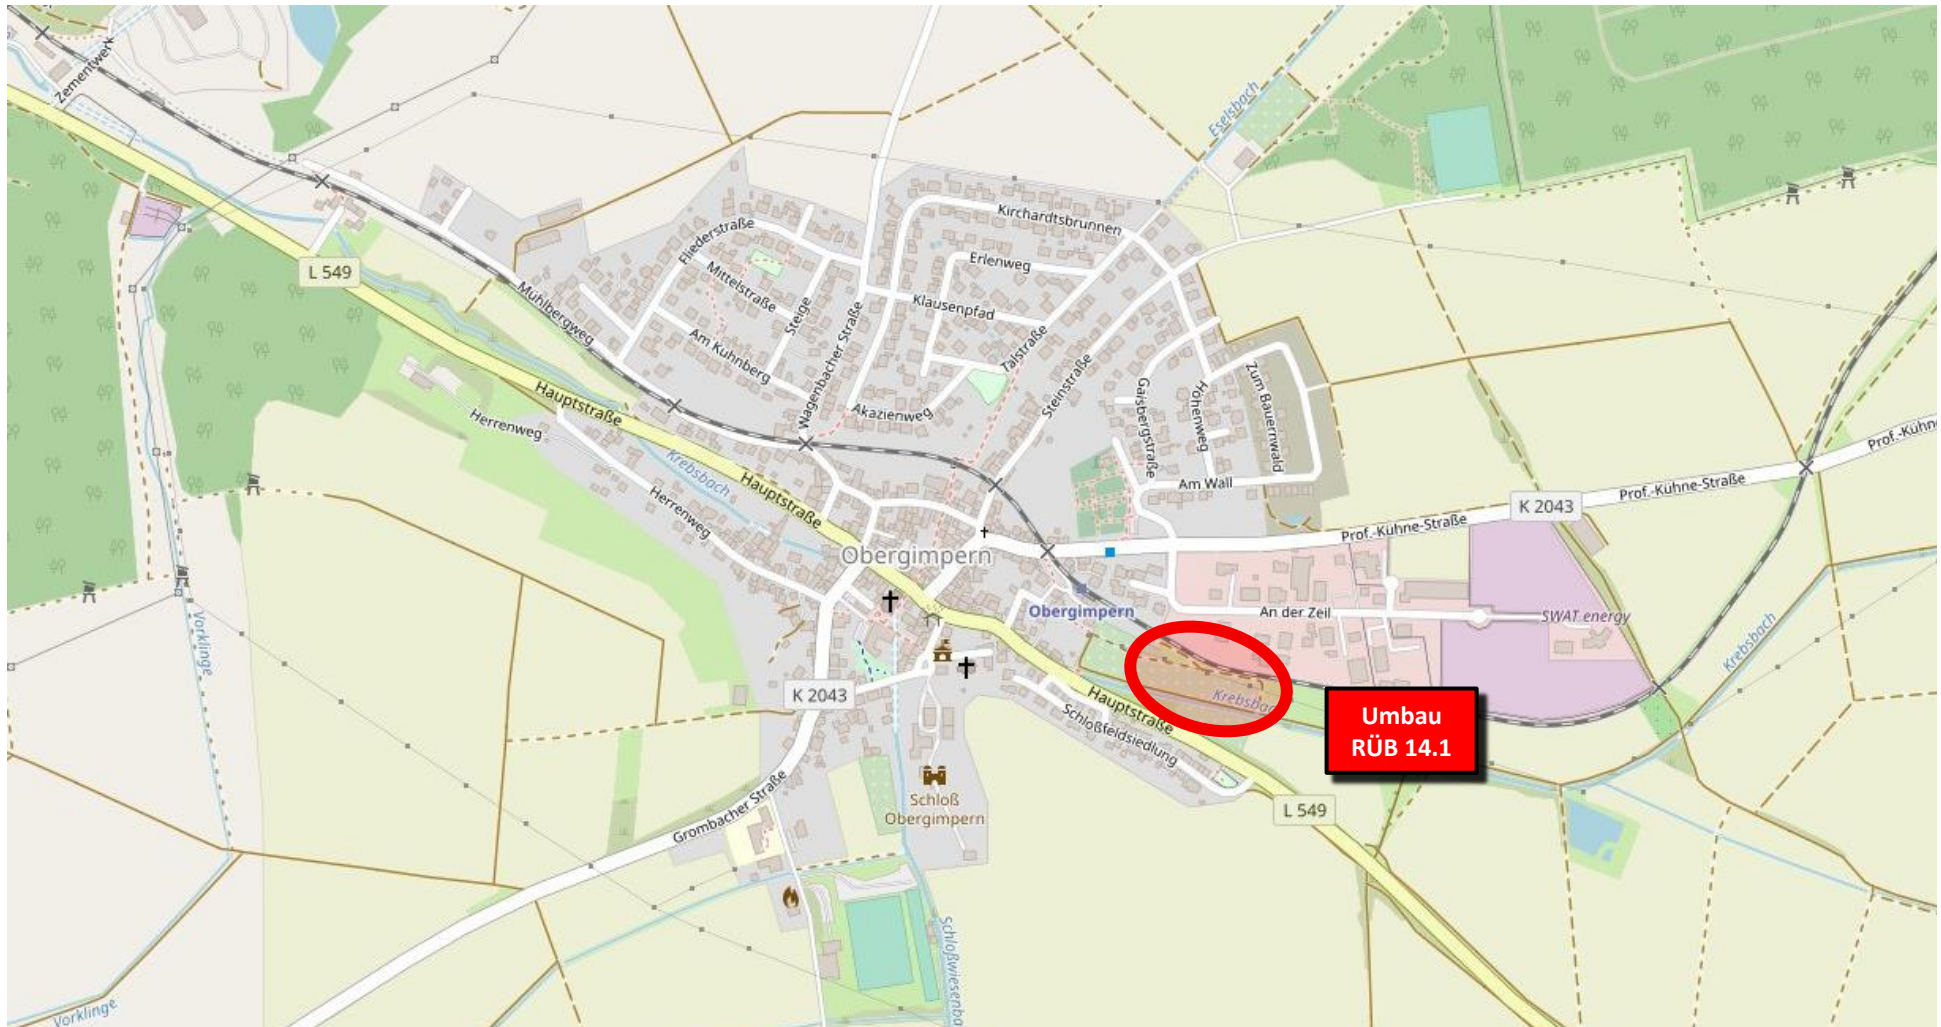 Zementwerk
Eselsbach
Kirchardtsbrunnen
Fliederstraße
Erlenweg
L 549
Mittelstraße
Klausenpfad
Mühlbergweg
Steige
Wagenbacher Straße
Talstraße
Am Kuhnberg
Steinstraße
Gaisbergstraße
Höhenweg
Zum Bauernwald
Hauptstraße
Akazienweg
Herrenweg
Prof.-Kühne
Krebsbach
Hauptstraße
Am Wall
Prof.-Kühne-Straße
Herrenweg
K 2043
Prof.-Kühne-Straße
Obergimpern
Obergimpern
An der Zeil
SWAT energy
Vorklinge
Krebsbach
K 2043
Hauptstraße
Krebsbac
Schloßfeldsiedlung
Umbau
RÜB 14.1
Schloß
Obergimpern
L 549
Grombacher Straße
Schloßwiesenba
Vorklinge